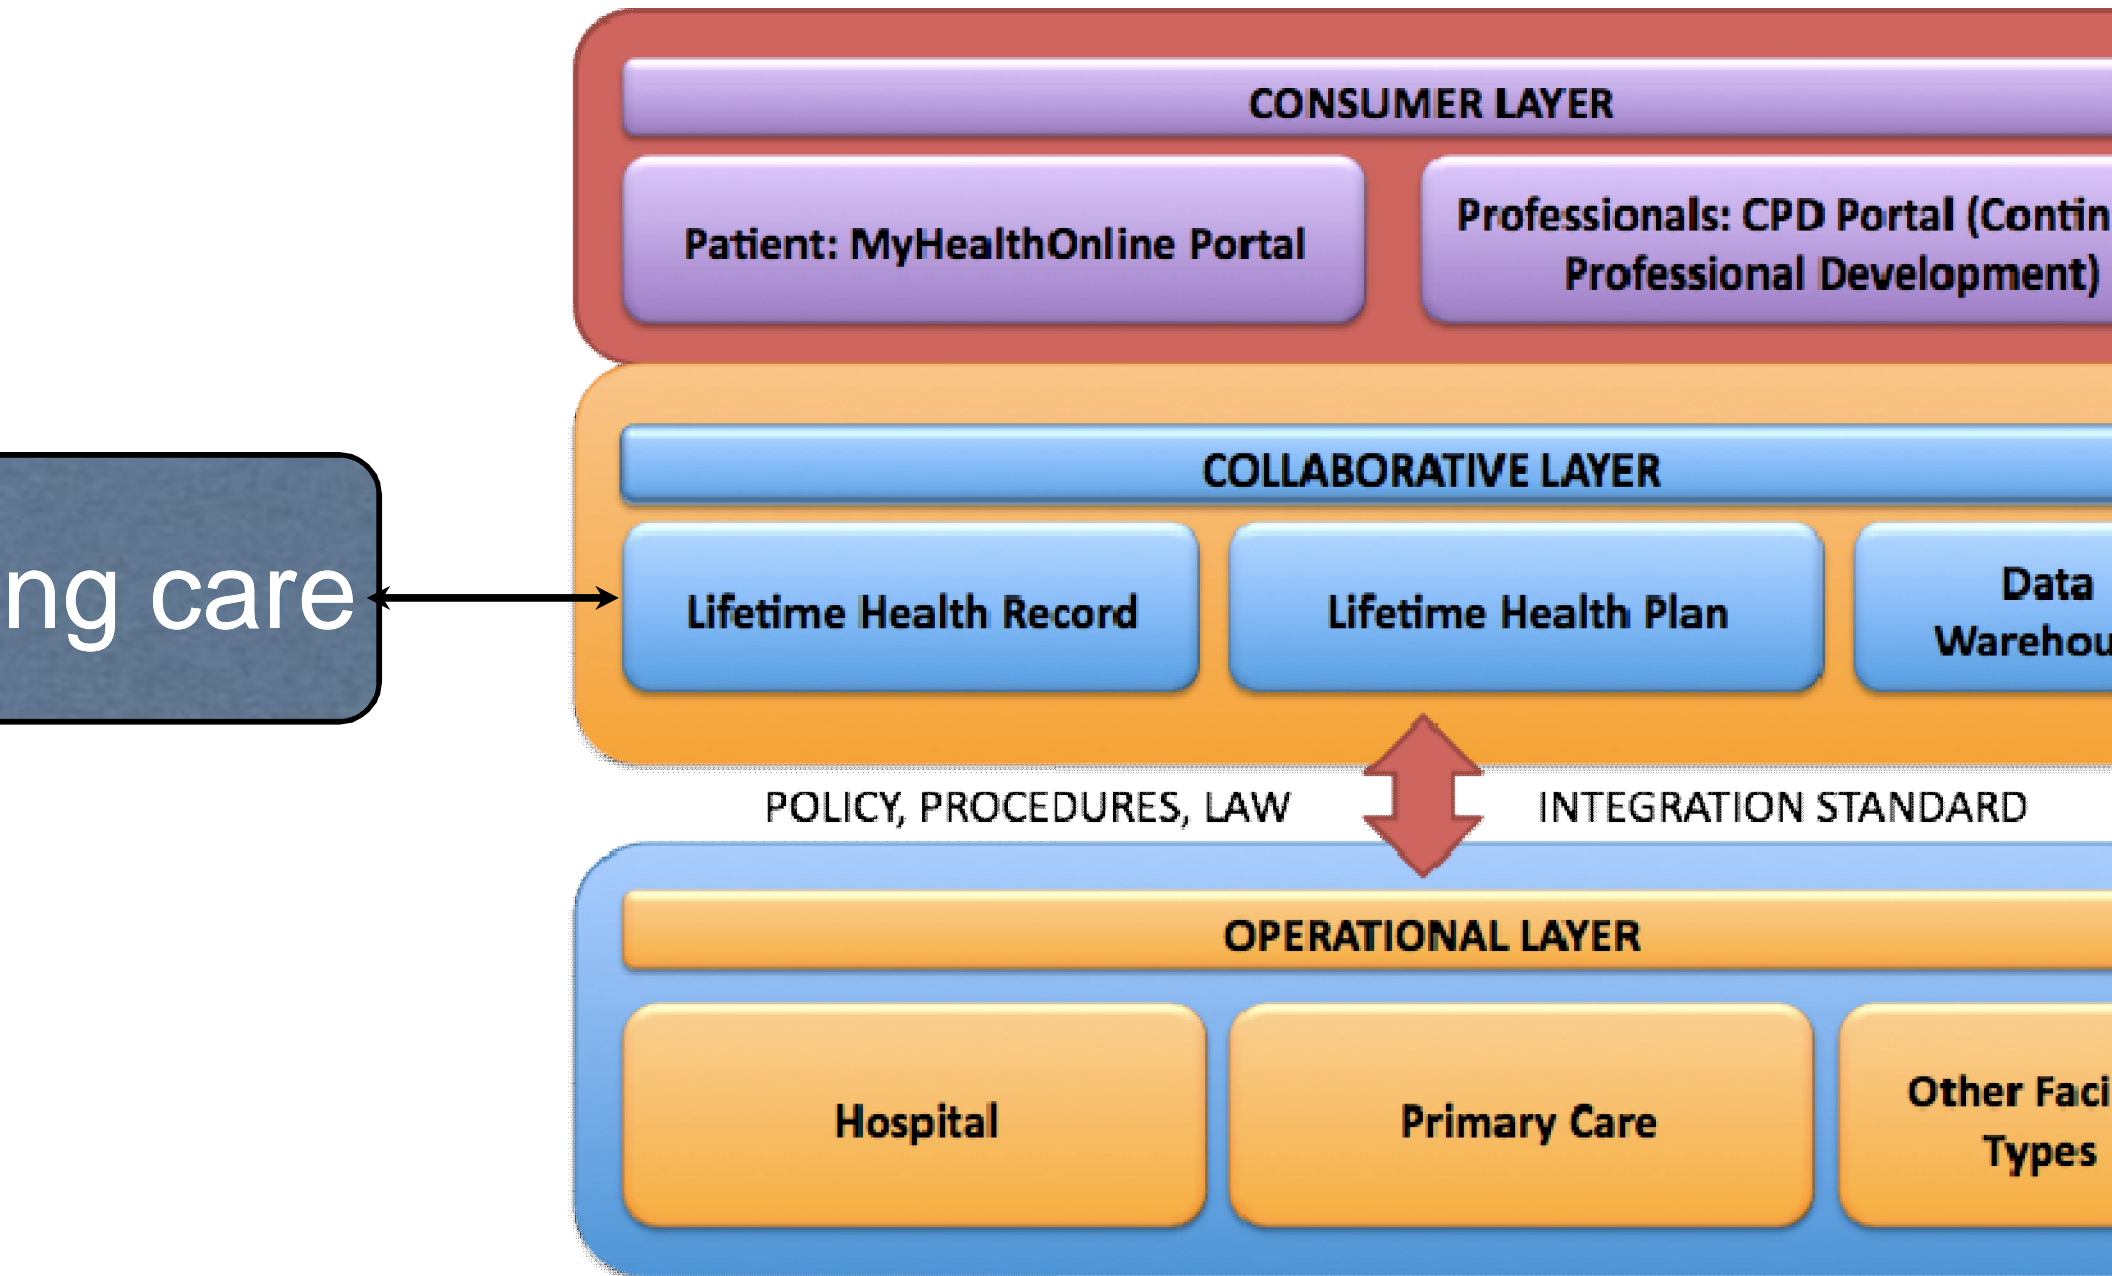 CONSUMER LAYER
Patient: MyHealthOnline Portal
Professionals: CPD Portal (Contin
Professional Development)
COLLABORATIVE LAYER
ng care
Lifetime Health Record
Lifetime Health Plan
Data
Warehou
POLICY, PROCEDURES, LAW
INTEGRATION STANDARD
OPERATIONAL LAYER
Hospital
Primary Care
Other Faci
Types